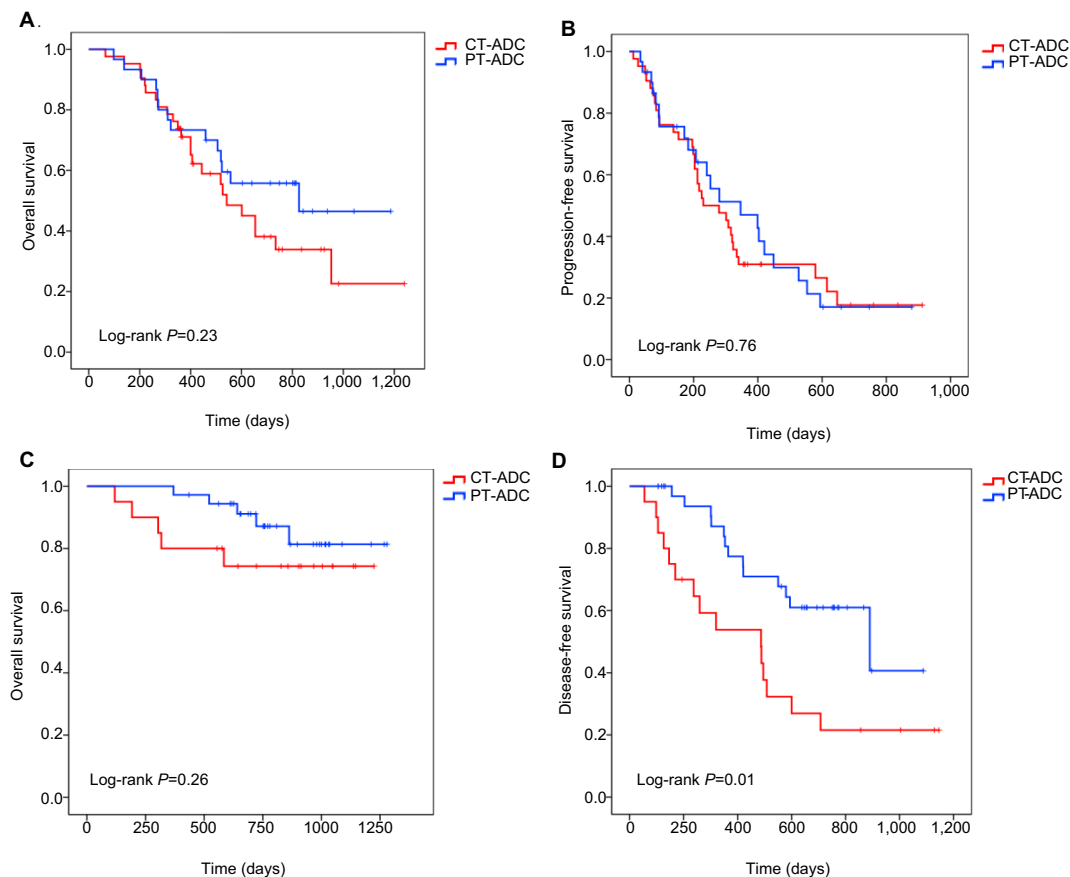 A.
CT-ADC
PT-ADC
1.0
0.8
0.6
0.4
0.2
0.0
Overall survival
Log-rank P=0.23
0 200 400 600 800 1,000 1,200
Time (days)
B
CT-ADC
PT-ADC
1.0
0.8
0.6
0.4
0.2
0.0
Progression-free survival
Log-rank P=0.76
0 200 400 600 800 1,000
Time (days)
C
CT-ADC
PT-ADC
1.0
0.8
0.6
0.4
0.2
0.0
Overall survival
Log-rank P=0.26
0 250 500 750 1000 1250
Time (days)
D
CT-ADC
PT-ADC
1.0
0.8
0.6
0.4
0.2
0.0
Disease-free survival
Log-rank P=0.01
0 250 400 600 800 1,000 1,200
Time (days)